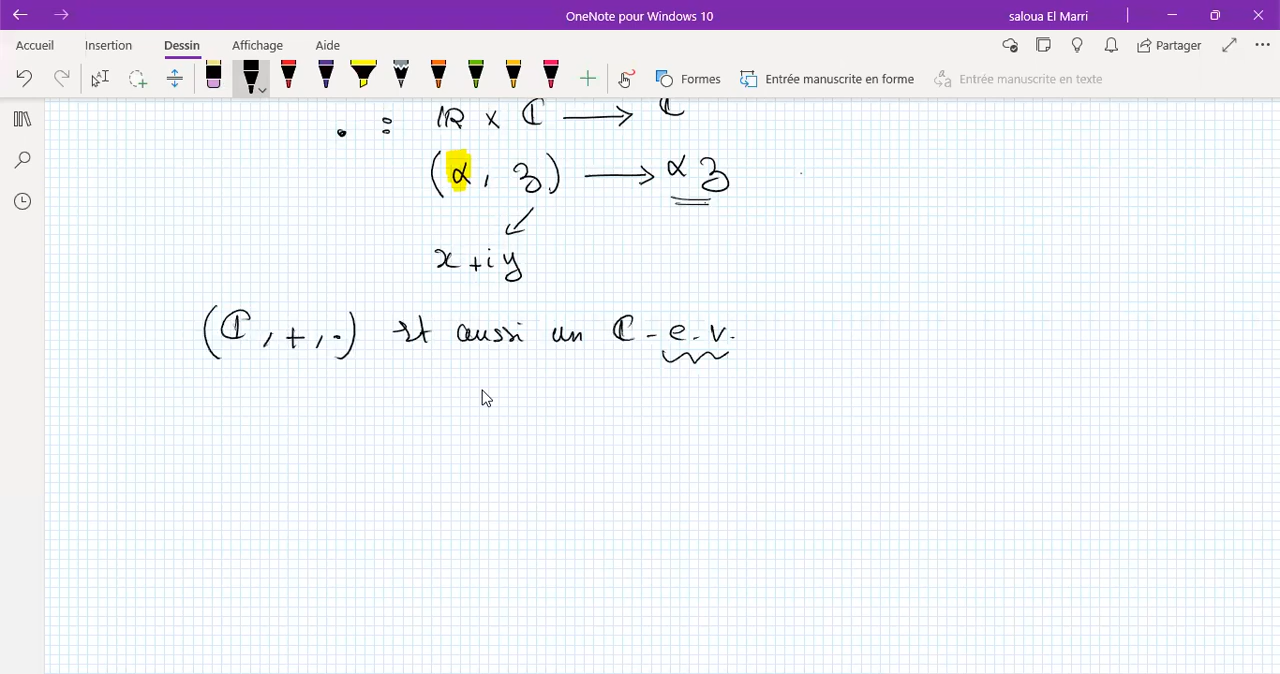 OneNote pour Windows 10
saloua El Marri
Accueil Insertion Dessin Affichage Aide
Partager
Formes Entrée manuscrite en forme Entrée manuscrite en texte
. : ℝ × ℂ ⟶ ℂ
(α, z) ⟶ αz
x + iy
(ℂ, +, .) est aussi un ℂ - e.v.